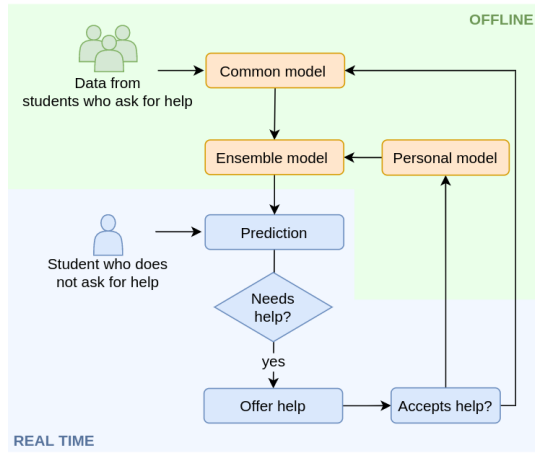 OFFLINE
Data from
students who ask for help
Common model
Ensemble model
Personal model
Student who does
not ask for help
Prediction
Needs
help?
yes
Offer help
Accepts help?
REAL TIME